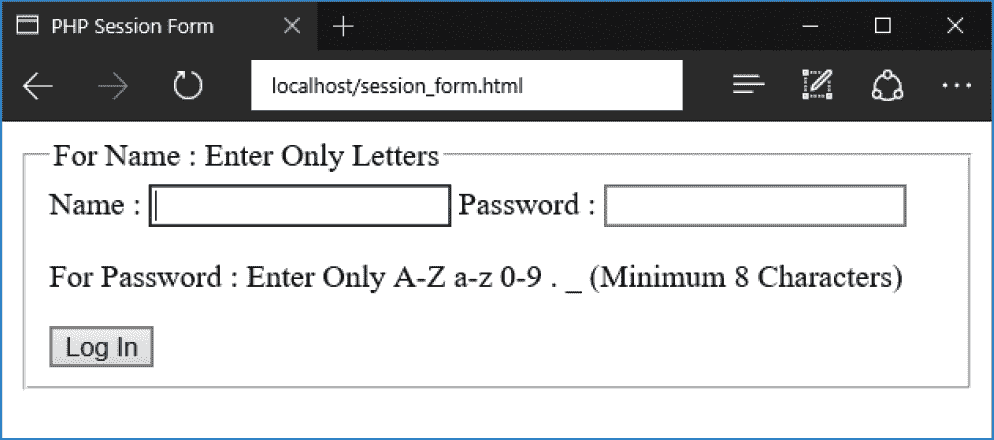 PHP Session Form
localhost/session_form.html
For Name : Enter Only Letters
Name : Password :
For Password : Enter Only A-Z a-z 0-9 . _ (Minimum 8 Characters)
Log In